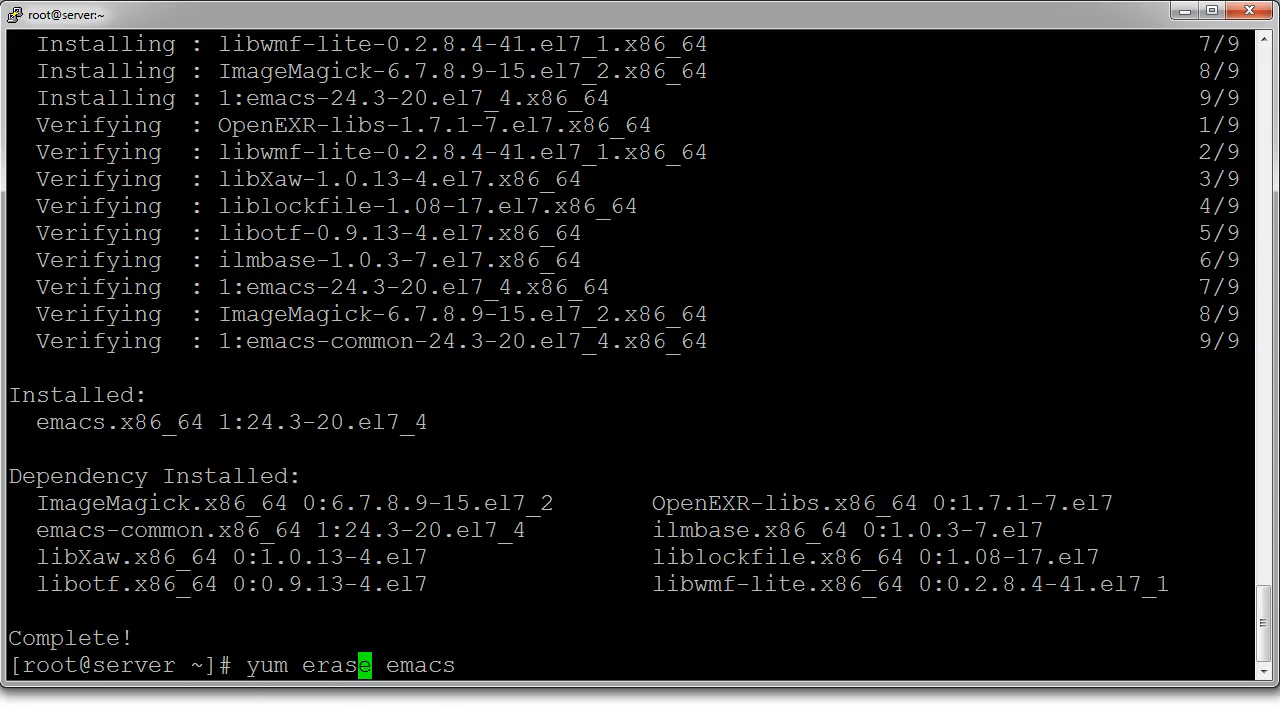 root@server:~
Installing : libwmf-lite-0.2.8.4-41.el7_1.x86_64 7/9
Installing : ImageMagick-6.7.8.9-15.el7_2.x86_64 8/9
Installing : 1:emacs-24.3-20.el7_4.x86_64 9/9
Verifying : OpenEXR-libs-1.7.1-7.el7.x86_64 1/9
Verifying : libwmf-lite-0.2.8.4-41.el7_1.x86_64 2/9
Verifying : libXaw-1.0.13-4.el7.x86_64 3/9
Verifying : liblockfile-1.08-17.el7.x86_64 4/9
Verifying : libotf-0.9.13-4.el7.x86_64 5/9
Verifying : ilmbase-1.0.3-7.el7.x86_64 6/9
Verifying : 1:emacs-24.3-20.el7_4.x86_64 7/9
Verifying : ImageMagick-6.7.8.9-15.el7_2.x86_64 8/9
Verifying : 1:emacs-common-24.3-20.el7_4.x86_64 9/9
Installed:
emacs.x86_64 1:24.3-20.el7_4
Dependency Installed:
ImageMagick.x86_64 0:6.7.8.9-15.el7_2 OpenEXR-libs.x86_64 0:1.7.1-7.el7
emacs-common.x86_64 1:24.3-20.el7_4 ilmbase.x86_64 0:1.0.3-7.el7
libXaw.x86_64 0:1.0.13-4.el7 liblockfile.x86_64 0:1.08-17.el7
libotf.x86_64 0:0.9.13-4.el7 libwmf-lite.x86_64 0:0.2.8.4-41.el7_1
Complete!
[root@server ~]# yum erase emacs